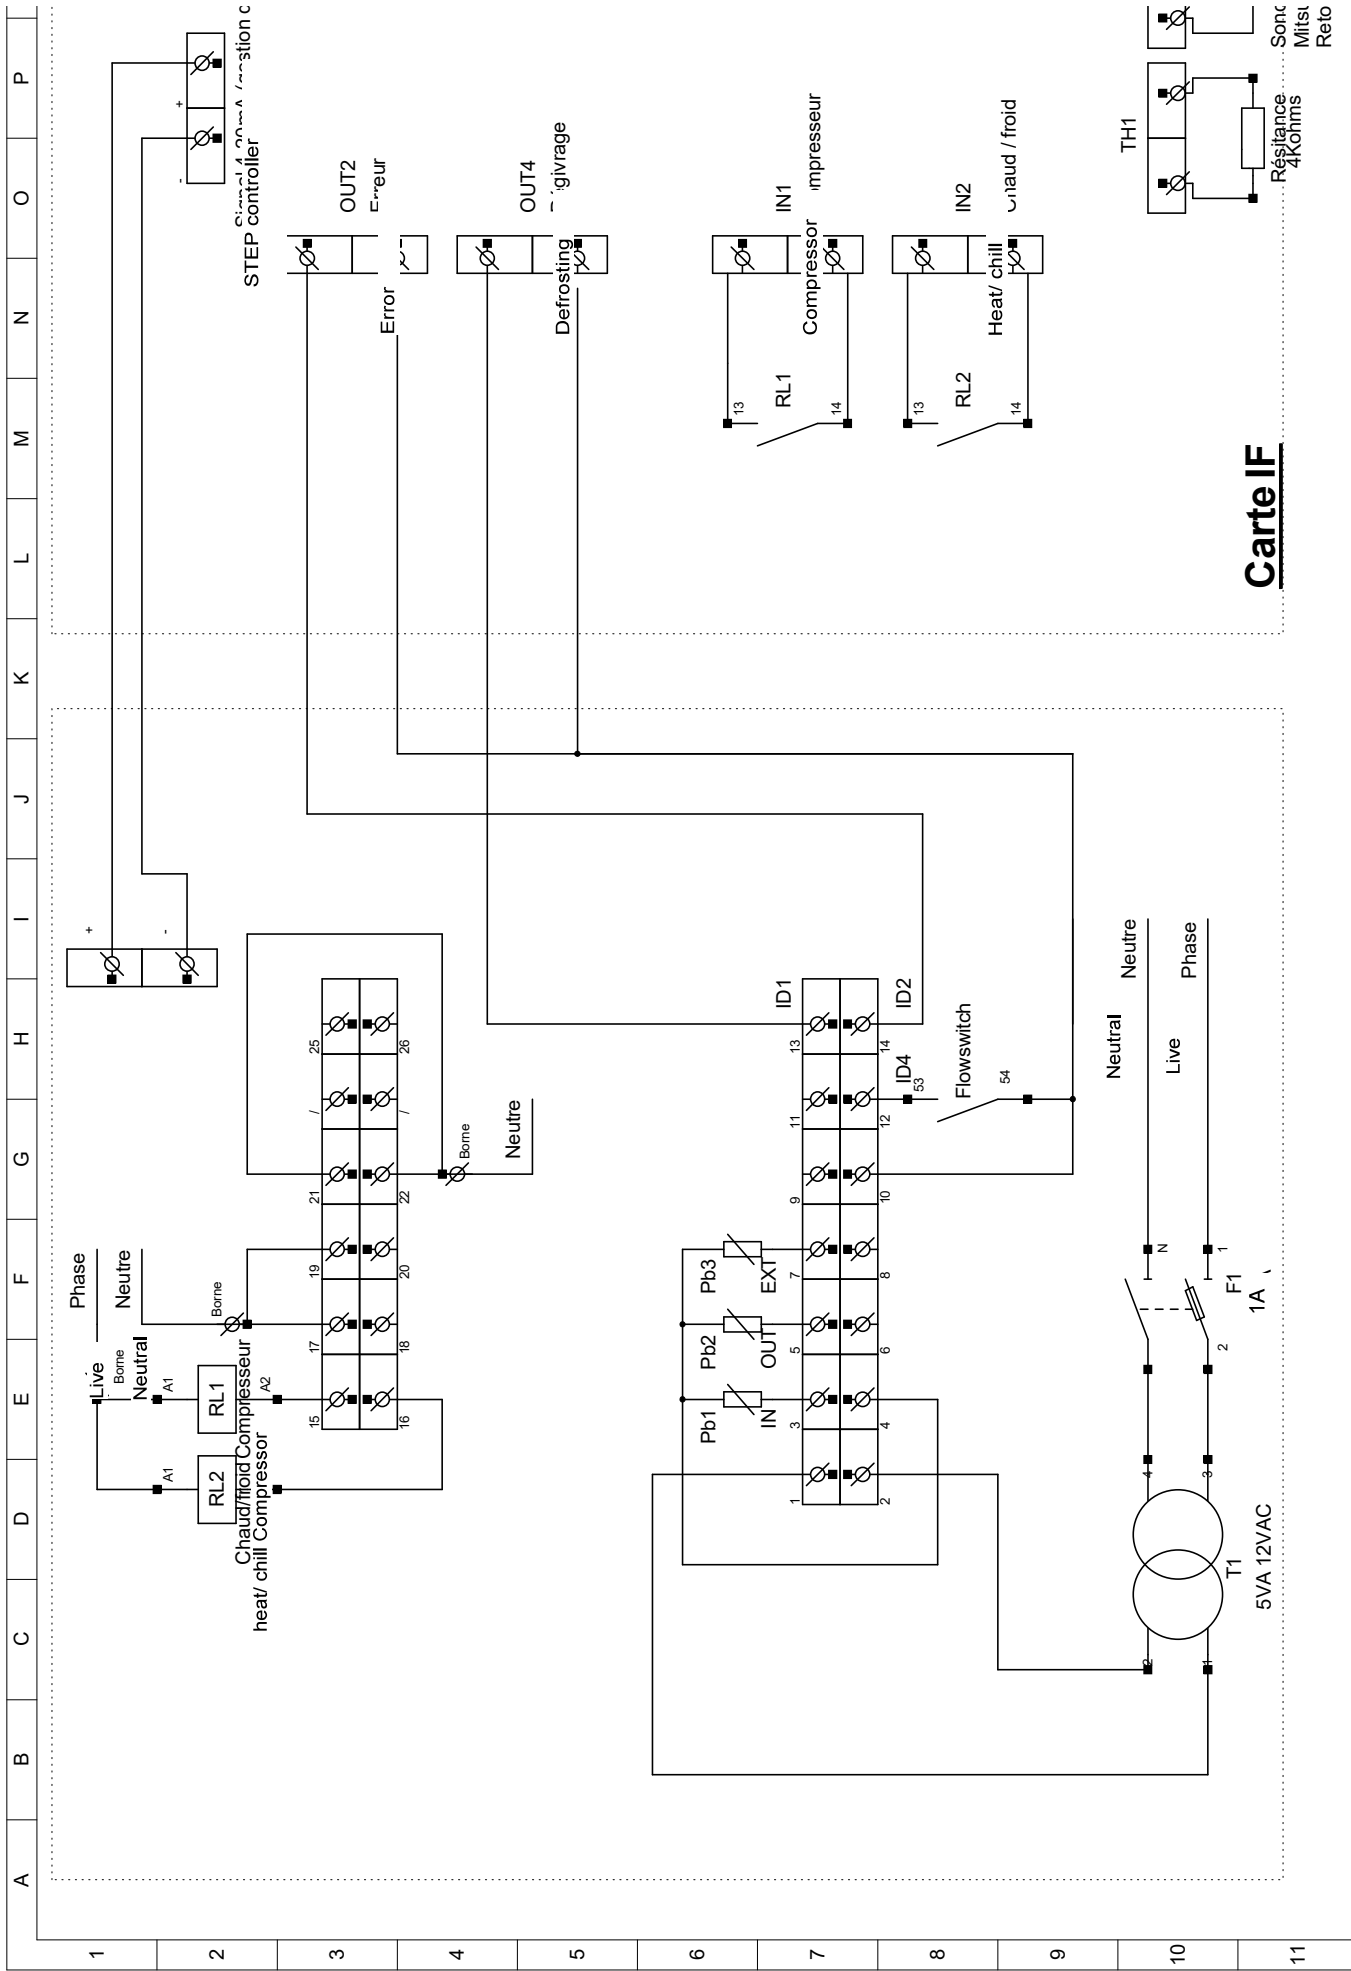 A
B
C
D
E
F
G
H
I
J
K
L
M
N
O
P
1
2
3
4
5
6
7
8
9
10
11
Phase
Neutre
Live
Borne
Neutral
Borne
A1
RL1
A2
A1
RL2
Chaud/froid Compresseur
heat/ chill Compressor
+
-
+
-
STEP controller
15
17
19
21
/
25
16
18
20
22
/
26
Borne
Neutre
OUT2
Erreur
Error
OUT4
Defrosting
Pb1
IN
Pb2
OUT
Pb3
EXT
1
3
5
7
9
11
13
ID1
2
4
6
8
10
12
14
ID2
ID4
53
Flowswitch
54
IN1
Compressor
13
RL1
14
IN2
Chaud / froid
Heat/ chill
13
RL2
14
Neutral
Neutre
Live
Phase
N
1
F1
1A
2
4
3
2
1
T1
5VA 12VAC
TH1
Résitance
4Kohms
Carte IF